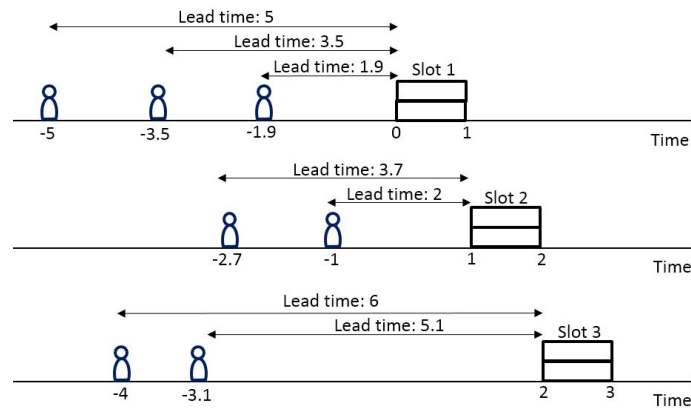 Lead time: 5
Lead time: 3.5
Lead time: 1.9
Slot 1
-5 -3.5 -1.9 0 1
Time
Lead time: 3.7
Lead time: 2
Slot 2
-2.7 -1 1 2
Time
Lead time: 6
Lead time: 5.1
Slot 3
-4 -3.1 2 3
Time